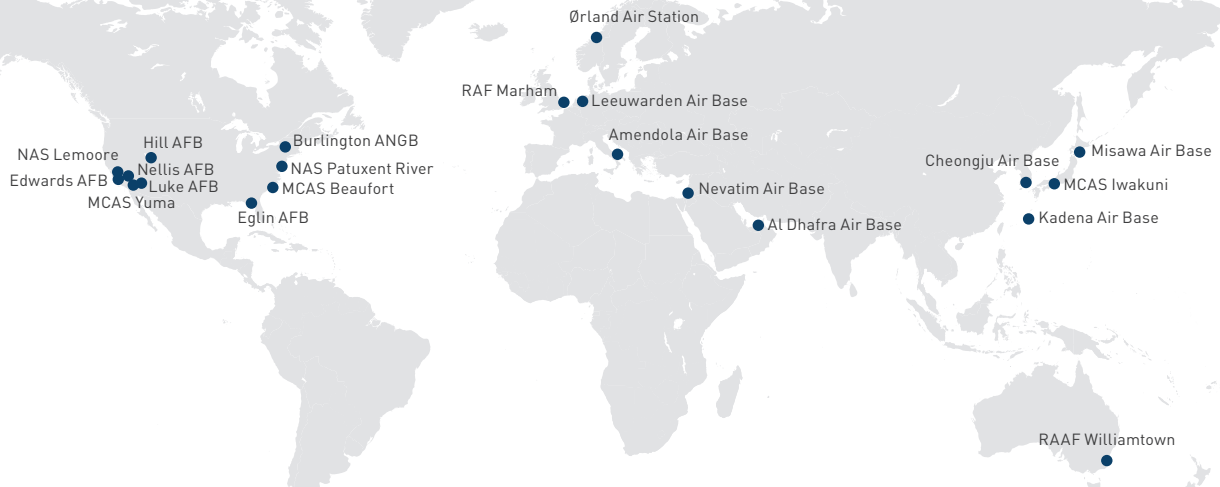 Ørland Air Station
RAF Marham
Leeuwarden Air Base
Amendola Air Base
Hill AFB
Burlington ANGB
NAS Lemoore
Nellis AFB
NAS Patuxent River
Edwards AFB
Luke AFB
MCAS Beaufort
MCAS Yuma
Eglin AFB
Nevatim Air Base
Al Dhafra Air Base
Cheongju Air Base
Misawa Air Base
MCAS Iwakuni
Kadena Air Base
RAAF Williamtown